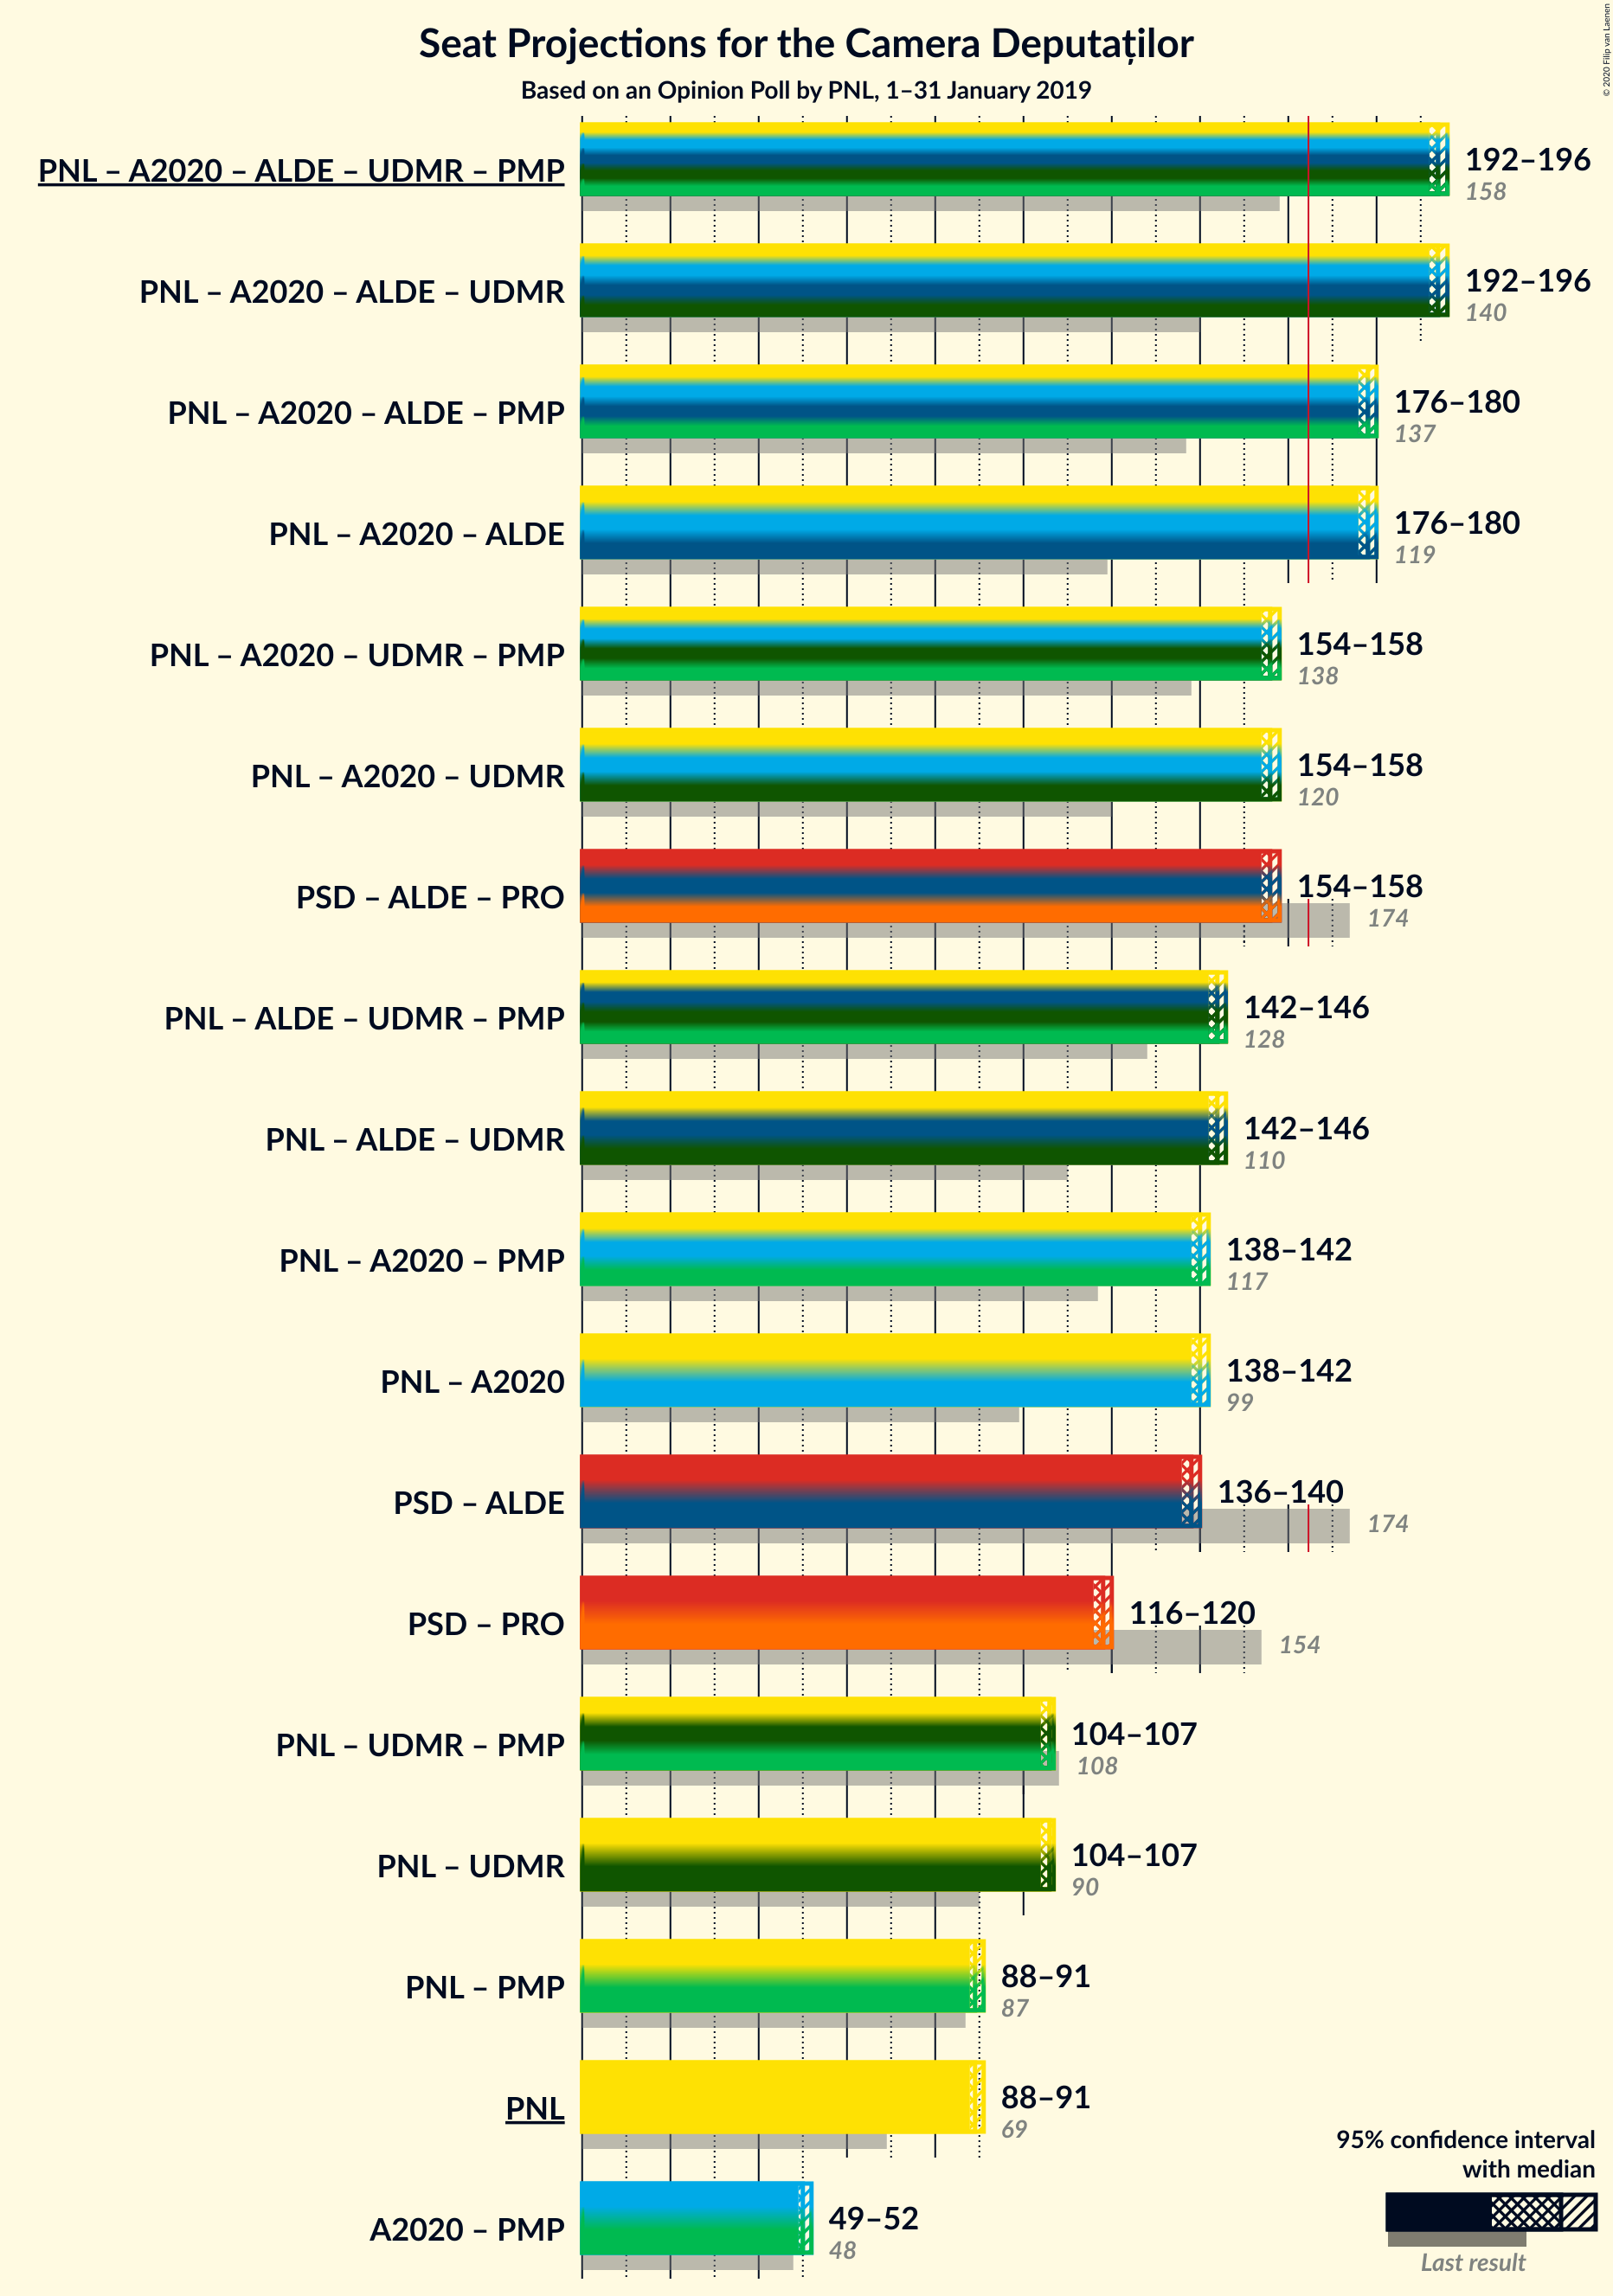 © 2020 Filip van Laenen
Seat Projections for the Camera Deputaților
Based on an Opinion Poll by PNL, 1–31 January 2019
PNL – A2020 – ALDE – UDMR – PMP
192–196
158
PNL – A2020 – ALDE – UDMR
192–196
140
PNL – A2020 – ALDE – PMP
176–180
137
PNL – A2020 – ALDE
176–180
119
PNL – A2020 – UDMR – PMP
154–158
138
PNL – A2020 – UDMR
154–158
120
PSD – ALDE – PRO
154–158
174
PNL – ALDE – UDMR – PMP
142–146
128
PNL – ALDE – UDMR
142–146
110
PNL – A2020 – PMP
138–142
117
PNL – A2020
138–142
99
PSD – ALDE
136–140
174
PSD – PRO
116–120
154
PNL – UDMR – PMP
104–107
108
PNL – UDMR
104–107
90
PNL – PMP
88–91
87
PNL
88–91
69
A2020 – PMP
49–52
48
95% confidence interval
with median
Last result